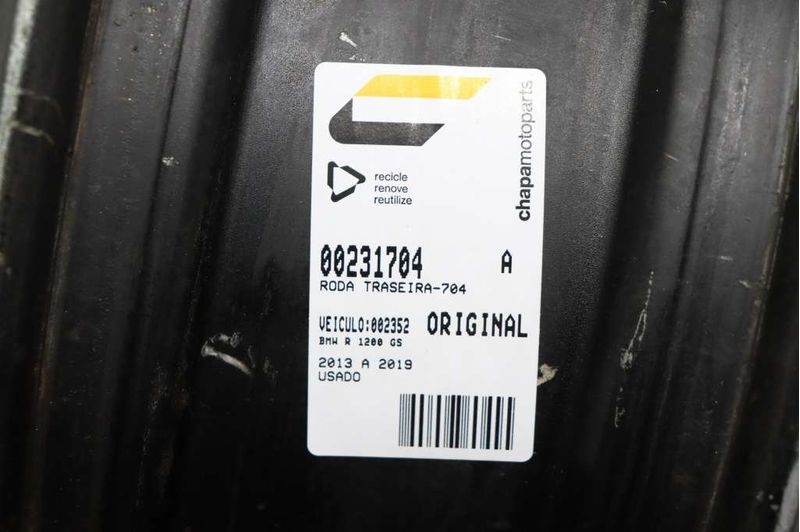 chapamotoparts
recicle
renove
reutilize
00231704 A
RODA TRASEIRA-704
VEICULO:002352 ORIGINAL
BMW R 1200 GS
2013 A 2019
USADO